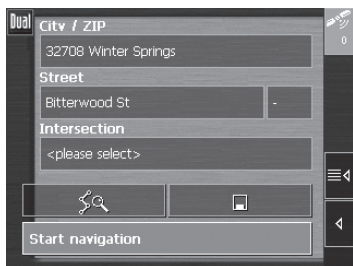 Dual
City / ZIP
0
32708 Winter Springs
Street
Bitterwood St
-
Intersection
<please select>
Start navigation